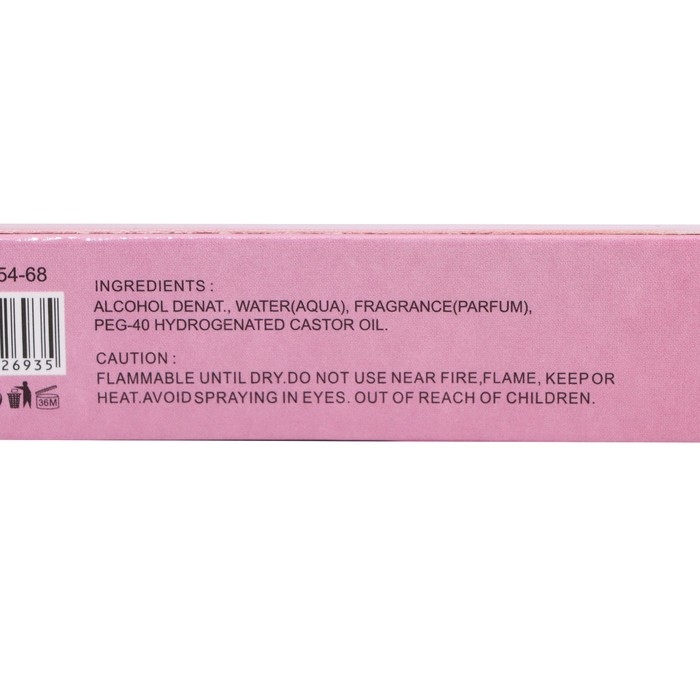 54-68
INGREDIENTS :
ALCOHOL DENAT., WATER(AQUA), FRAGRANCE(PARFUM),
PEG-40 HYDROGENATED CASTOR OIL.
26935
CAUTION :
FLAMMABLE UNTIL DRY.DO NOT USE NEAR FIRE,FLAME, KEEP OR
HEAT.AVOID SPRAYING IN EYES. OUT OF REACH OF CHILDREN.
36M